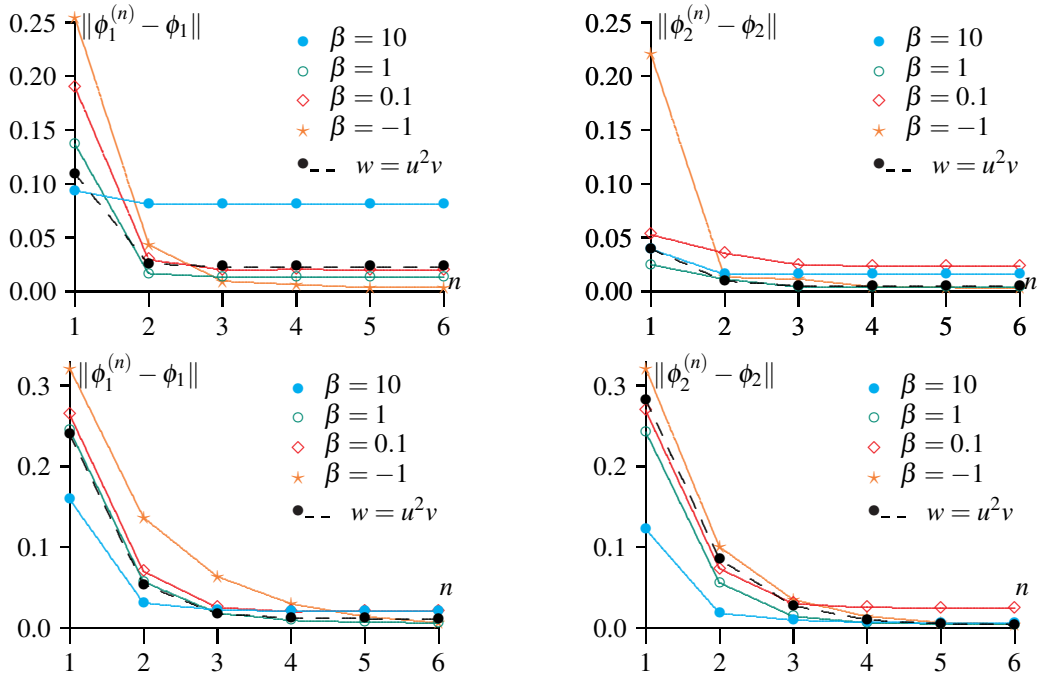 ‖ϕ₁⁽ⁿ⁾ − ϕ₁‖
0.25
0.20
0.15
0.10
0.05
0.00
1 2 3 4 5 6
n
β = 10
β = 1
β = 0.1
β = −1
w = u²v
‖ϕ₂⁽ⁿ⁾ − ϕ₂‖
0.25
0.20
0.15
0.10
0.05
0.00
1 2 3 4 5 6
n
β = 10
β = 1
β = 0.1
β = −1
w = u²v
‖ϕ₁⁽ⁿ⁾ − ϕ₁‖
0.3
0.2
0.1
0.0
1 2 3 4 5 6
n
β = 10
β = 1
β = 0.1
β = −1
w = u²v
‖ϕ₂⁽ⁿ⁾ − ϕ₂‖
0.3
0.2
0.1
0.0
1 2 3 4 5 6
n
β = 10
β = 1
β = 0.1
β = −1
w = u²v